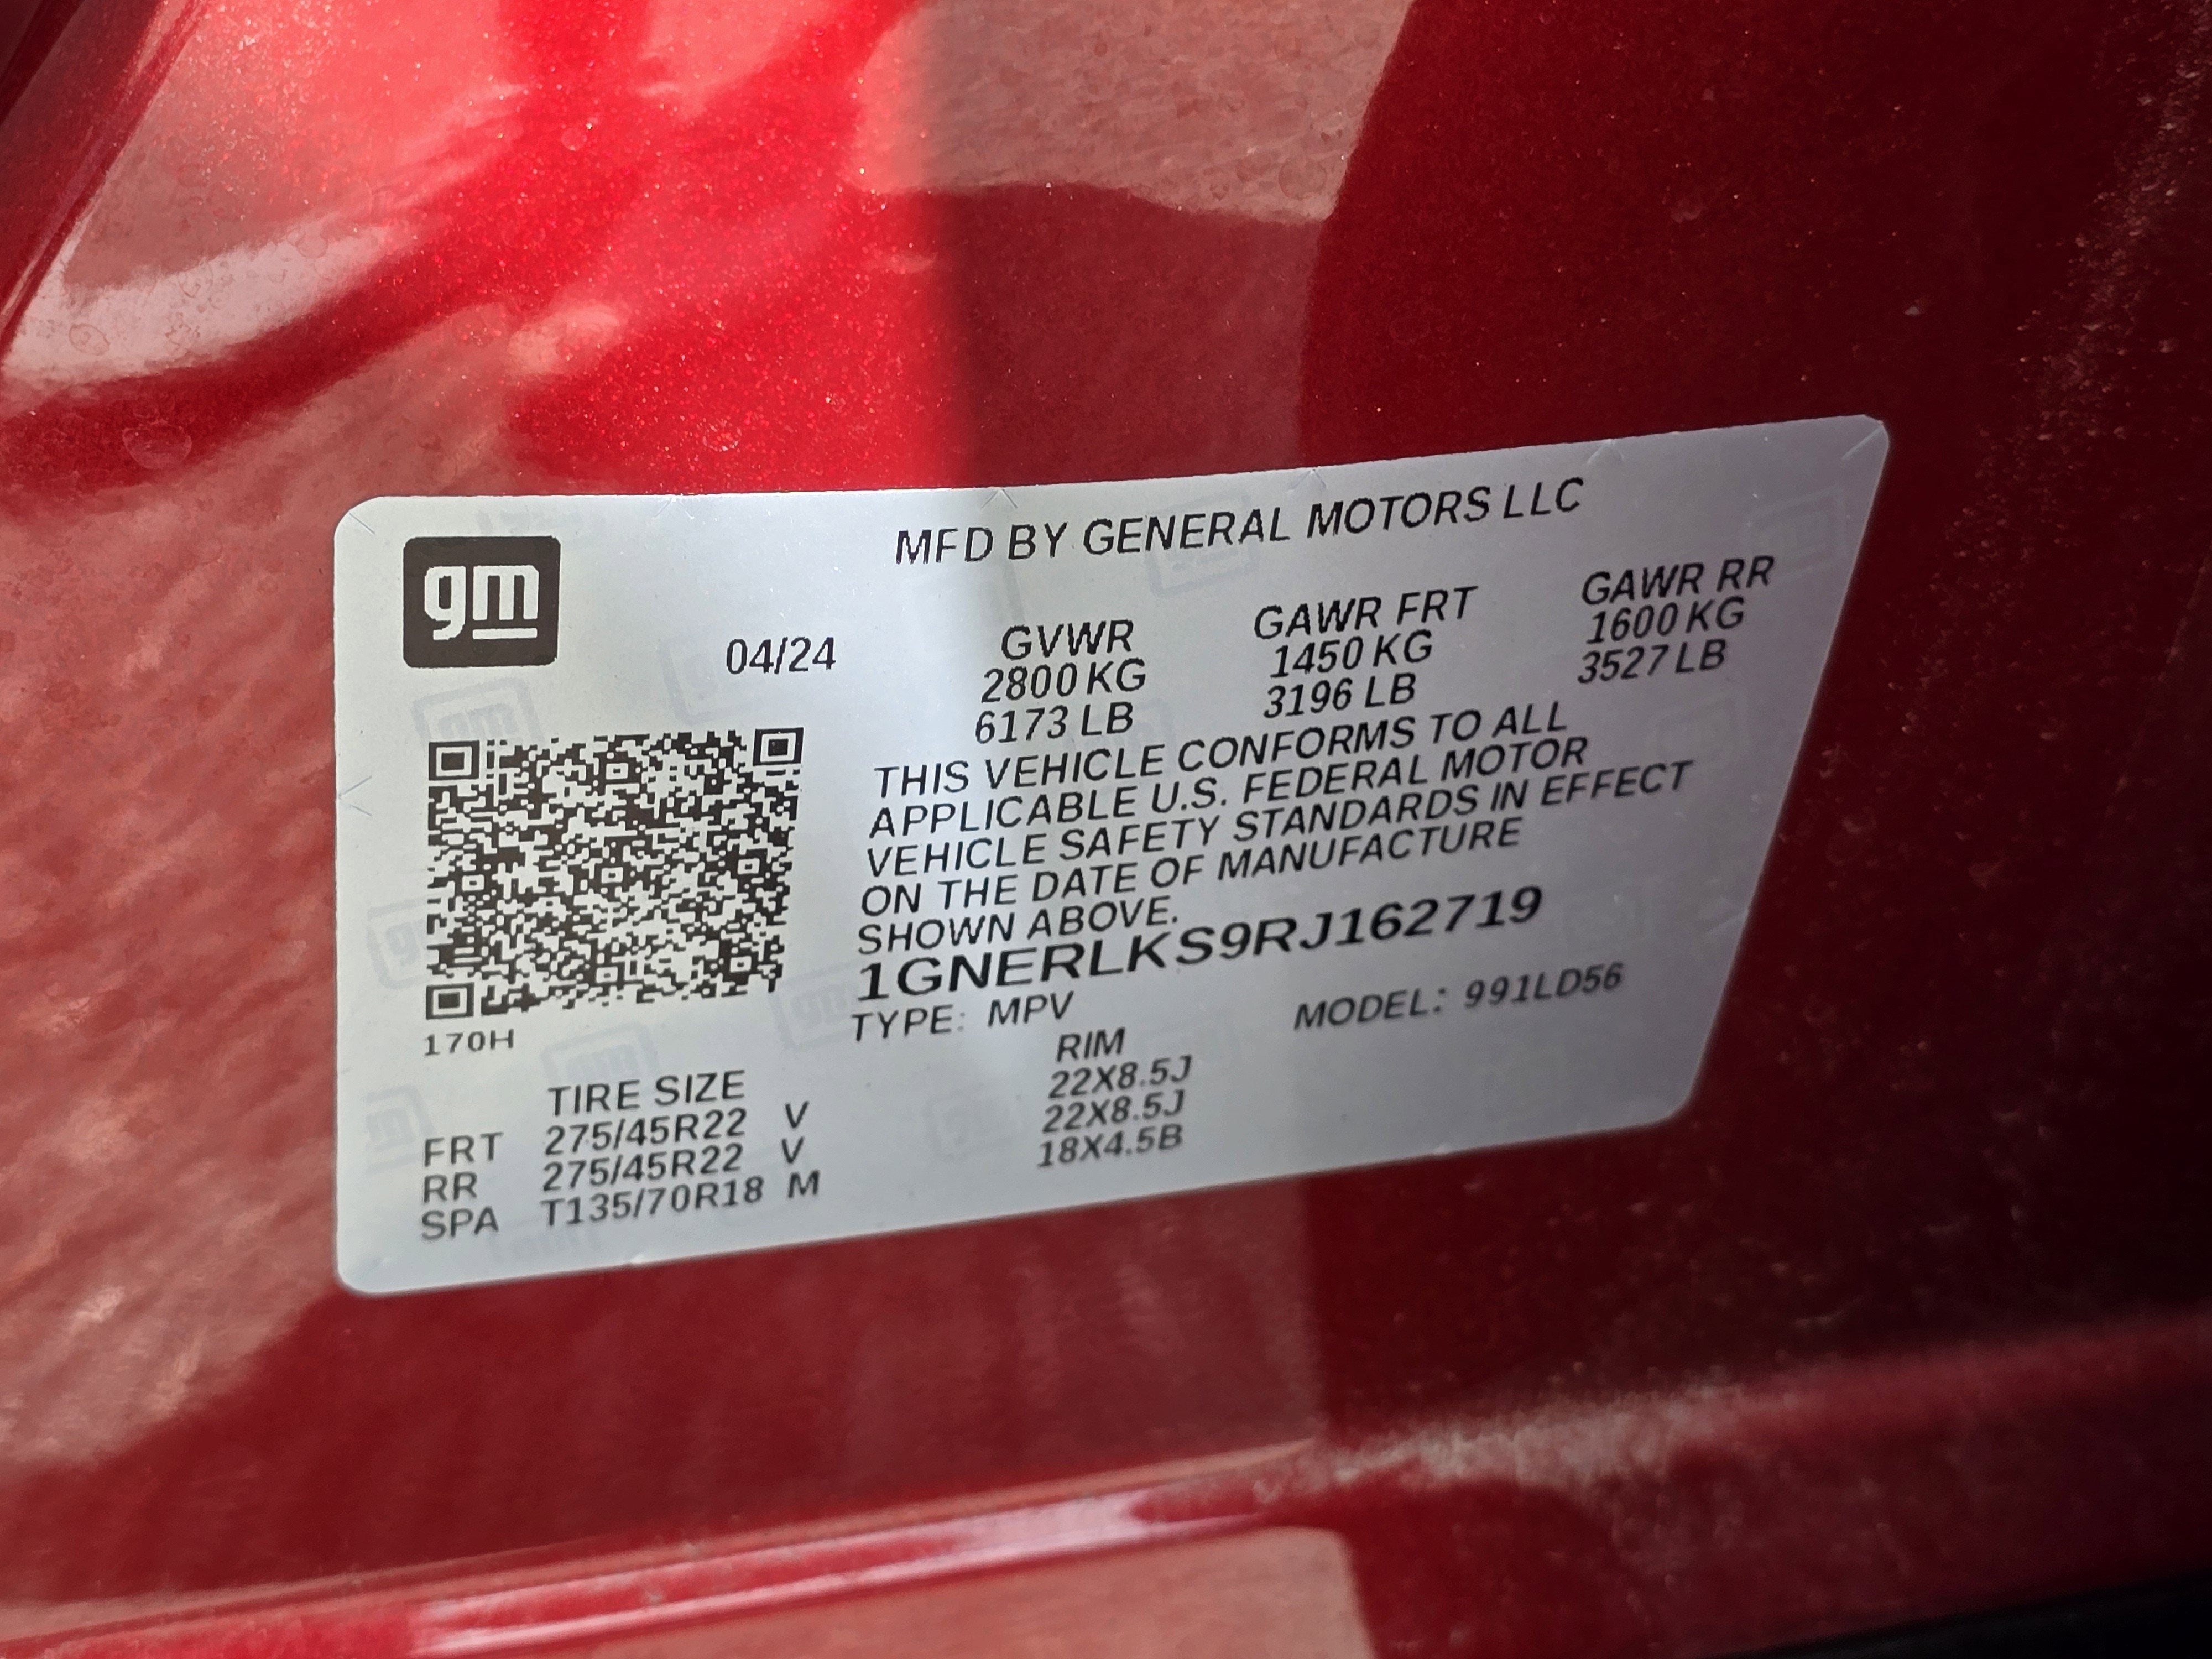 gm
MFD BY GENERAL MOTORS LLC
04/24 GVWR GAWR FRT GAWR RR
2800 KG 1450 KG 1600 KG
6173 LB 3196 LB 3527 LB
THIS VEHICLE CONFORMS TO ALL
APPLICABLE U.S. FEDERAL MOTOR
VEHICLE SAFETY STANDARDS IN EFFECT
ON THE DATE OF MANUFACTURE
SHOWN ABOVE.
1GNERLKS9RJ162719
TYPE: MPV MODEL: 991LD56
170H
TIRE SIZE RIM
FRT 275/45R22 V 22X8.5J
RR 275/45R22 V 22X8.5J
SPA T135/70R18 M 18X4.5B